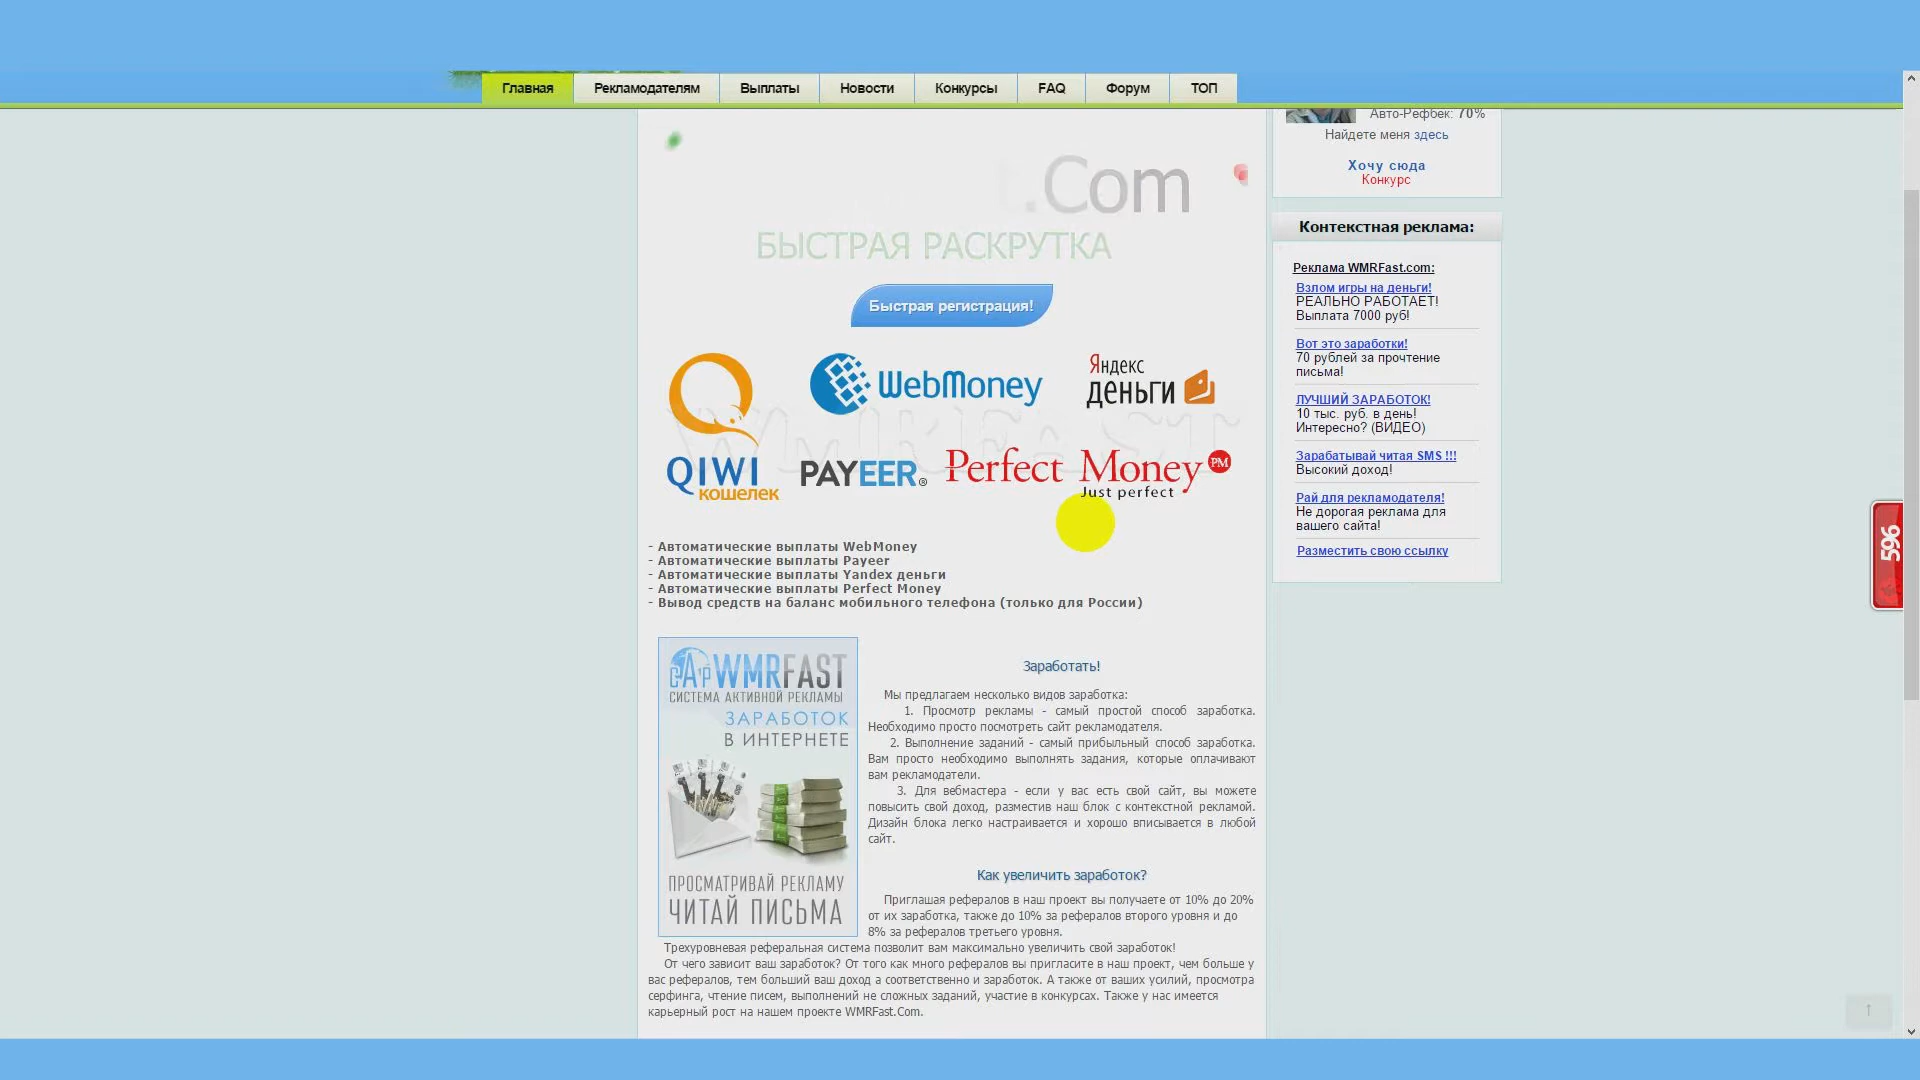 Главная
Рекламодателям
Выплаты
Новости
Конкурсы
FAQ
Форум
ТОП
Авто-Рефбек: 70%
Найдете меня здесь
Хочу сюда
Конкурс
.Com
БЫСТРАЯ РАСКРУТКА
Быстрая регистрация!
QIWI
кошелек
WebMoney
Яндекс
деньги
PAYEER®
Perfect Money PM
Just perfect
WMRFAST
- Автоматические выплаты WebMoney
- Автоматические выплаты Payeer
- Автоматические выплаты Yandex деньги
- Автоматические выплаты Perfect Money
- Вывод средств на баланс мобильного телефона (только для России)
САР WMRFAST
СИСТЕМА АКТИВНОЙ РЕКЛАМЫ
ЗАРАБОТОК
В ИНТЕРНЕТЕ
ПРОСМАТРИВАЙ РЕКЛАМУ
ЧИТАЙ ПИСЬМА
Заработать!
Мы предлагаем несколько видов заработка:
1. Просмотр рекламы - самый простой способ заработка.
Необходимо просто посмотреть сайт рекламодателя.
2. Выполнение заданий - самый прибыльный способ заработка.
Вам просто необходимо выполнять задания, которые оплачивают
вам рекламодатели.
3. Для вебмастера - если у вас есть свой сайт, вы можете
повысить свой доход, разместив наш блок с контекстной рекламой.
Дизайн блока легко настраивается и хорошо вписывается в любой
сайт.
Как увеличить заработок?
Приглашая рефералов в наш проект вы получаете от 10% до 20%
от их заработка, также до 10% за рефералов второго уровня и до
8% за рефералов третьего уровня.
Трехуровневая реферальная система позволит вам максимально увеличить свой заработок!
От чего зависит ваш заработок? От того как много рефералов вы пригласите в наш проект, чем больше у
вас рефералов, тем больший ваш доход а соответственно и заработок. А также от ваших усилий, просмотра
серфинга, чтение писем, выполнений не сложных заданий, участие в конкурсах. Также у нас имеется
карьерный рост на нашем проекте WMRFast.Com.
Контекстная реклама:
Реклама WMRFast.com:
Взлом игры на деньги!
РЕАЛЬНО РАБОТАЕТ!
Выплата 7000 руб!
Вот это заработки!
70 рублей за прочтение
письма!
ЛУЧШИЙ ЗАРАБОТОК!
10 тыс. руб. в день!
Интересно? (ВИДЕО)
Зарабатывай читая SMS !!!
Высокий доход!
Рай для рекламодателя!
Не дорогая реклама для
вашего сайта!
Разместить свою ссылку
596
↑